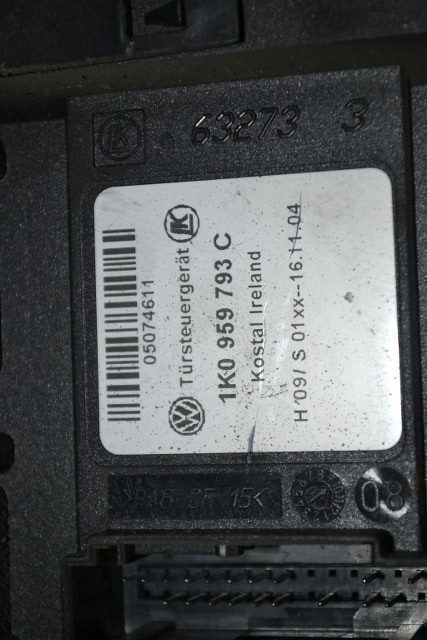 63273 3
05074611
Türsteuergerät
1K0 959 793 C
Kostal Ireland
H'09/ S 01xx--16.11.04
08